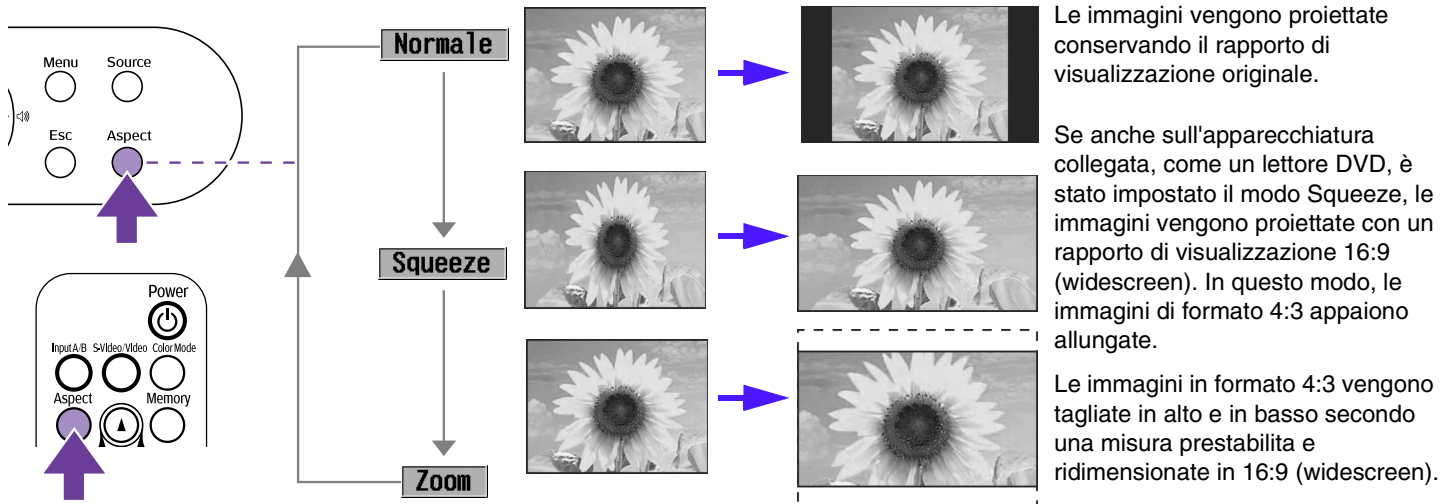 Menu
Source
Esc
Aspect
Power
InputA/B
S-Video/Video
Color Mode
Aspect
Memory
Normale
Squeeze
Zoom
Le immagini vengono proiettate
conservando il rapporto di
visualizzazione originale.
Se anche sull'apparecchiatura
collegata, come un lettore DVD, è
stato impostato il modo Squeeze, le
immagini vengono proiettate con un
rapporto di visualizzazione 16:9
(widescreen). In questo modo, le
immagini di formato 4:3 appaiono
allungate.
Le immagini in formato 4:3 vengono
tagliate in alto e in basso secondo
una misura prestabilita e
ridimensionate in 16:9 (widescreen).